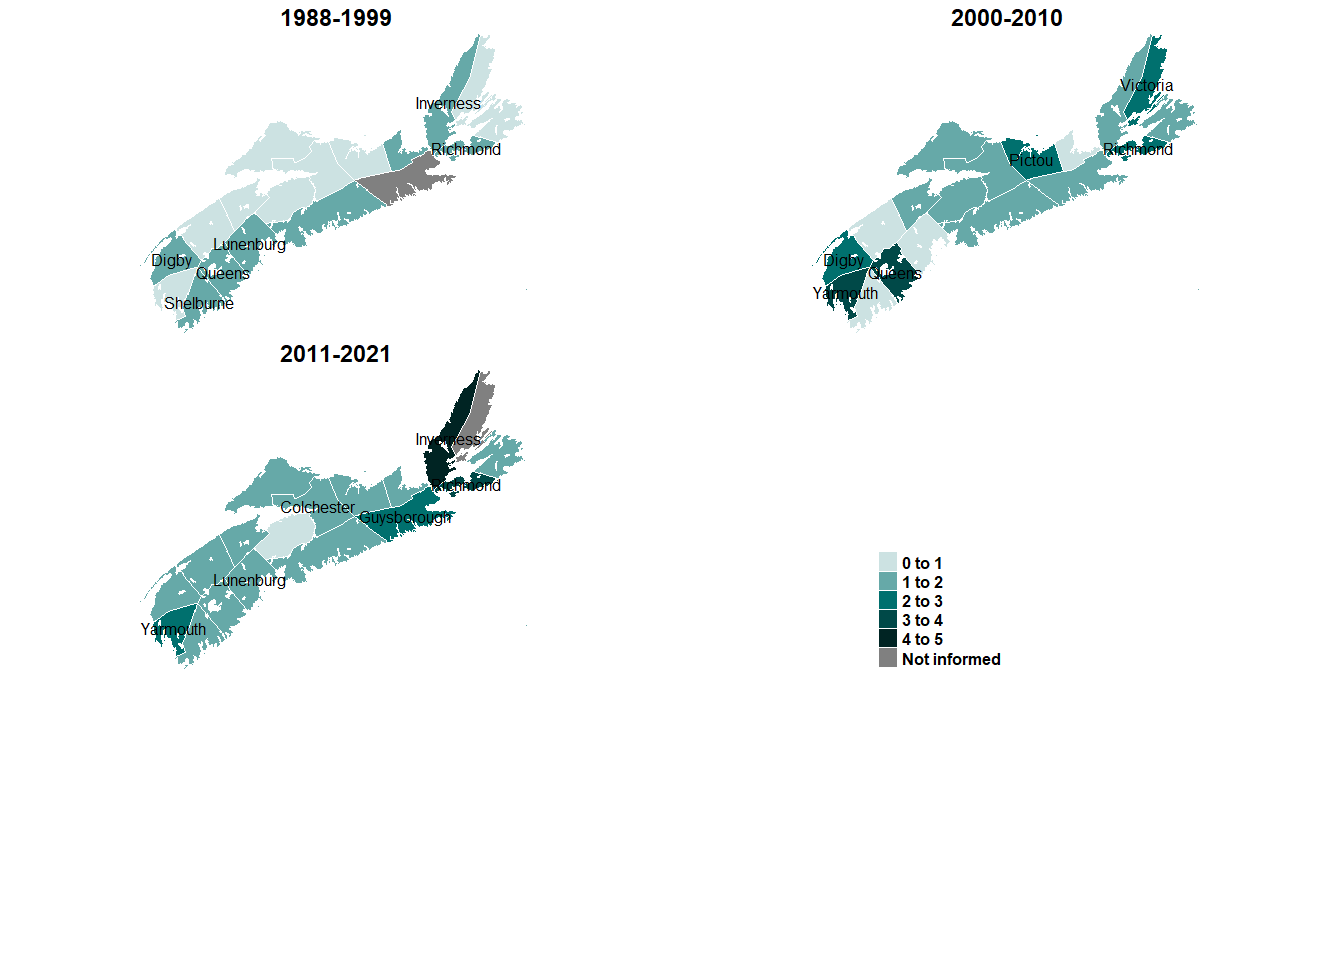 1988-1999
Inverness
Richmond
Lunenburg
Digby
Queens
Shelburne
2000-2010
Victoria
Richmond
Pictou
Digby
Queens
Yarmouth
2011-2021
Inverness
Richmond
Colchester
Guysborough
Lunenburg
Yarmouth
0 to 1
1 to 2
2 to 3
3 to 4
4 to 5
Not informed